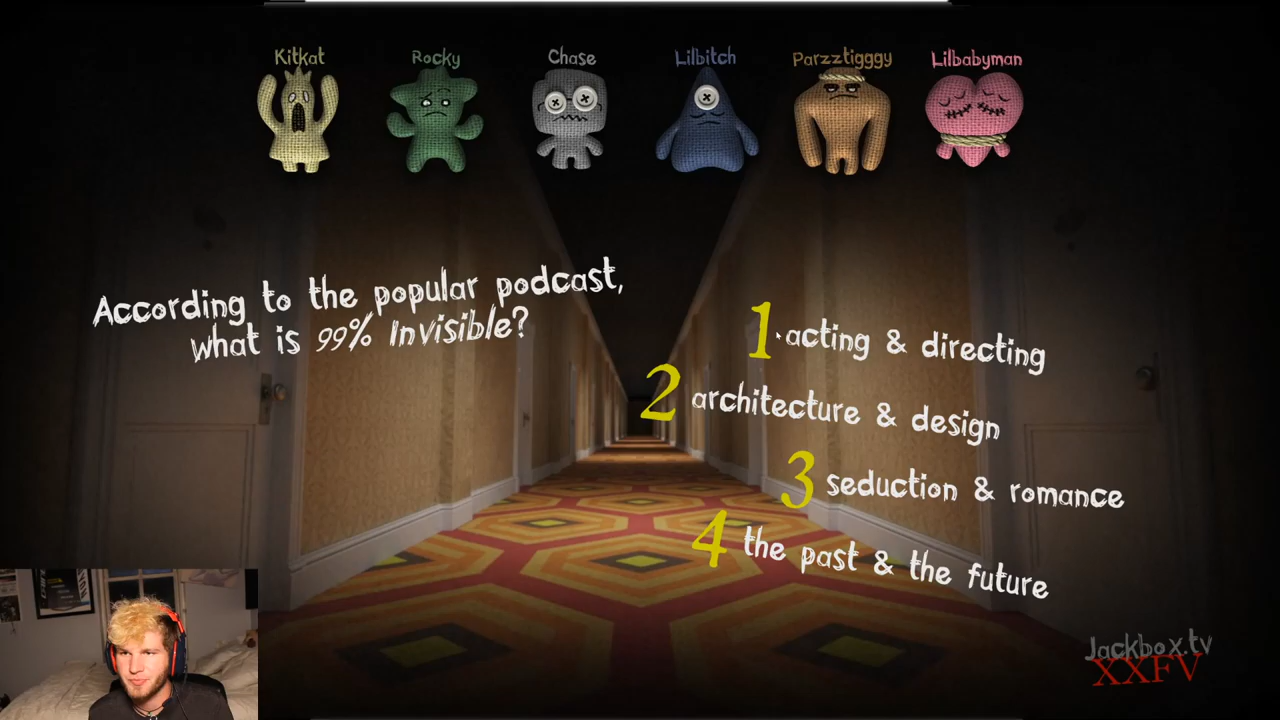 Kitkat
Rocky
Chase
Lilbitch
Parzztigggy
Lilbabyman
According to the popular podcast,
what is 99% Invisible?
1 acting & directing
2 architecture & design
3 seduction & romance
4 the past & the future
Jackbox.tv
XXFV